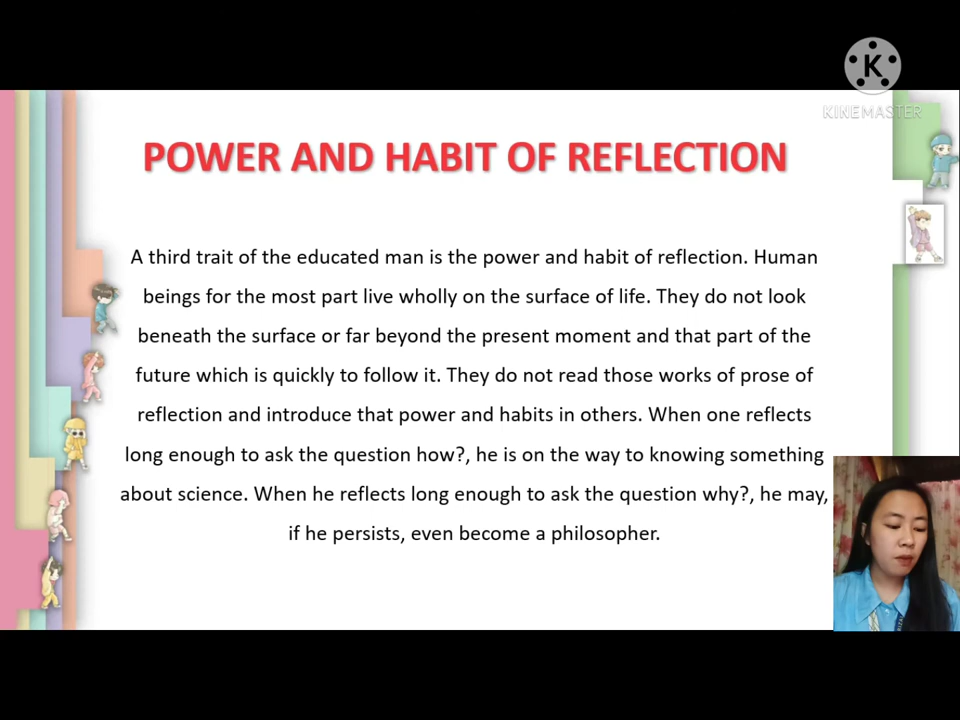 K
KINEMASTER
POWER AND HABIT OF REFLECTION
A third trait of the educated man is the power and habit of reflection. Human
beings for the most part live wholly on the surface of life. They do not look
beneath the surface or far beyond the present moment and that part of the
future which is quickly to follow it. They do not read those works of prose of
reflection and introduce that power and habits in others. When one reflects
long enough to ask the question how?, he is on the way to knowing something
about science. When he reflects long enough to ask the question why?, he may,
if he persists, even become a philosopher.